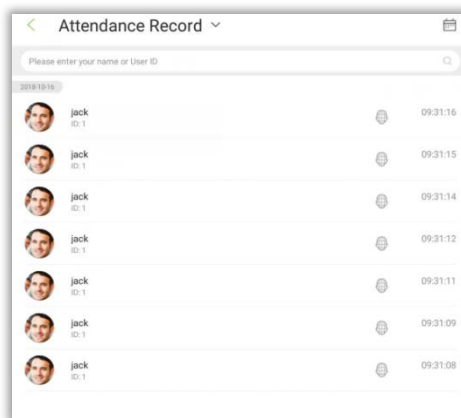 Attendance Record
Please enter your name or User ID
2018-10-16
jack
ID: 1
09:31:16
jack
ID: 1
09:31:15
jack
ID: 1
09:31:14
jack
ID: 1
09:31:12
jack
ID: 1
09:31:11
jack
ID: 1
09:31:09
jack
ID: 1
09:31:08